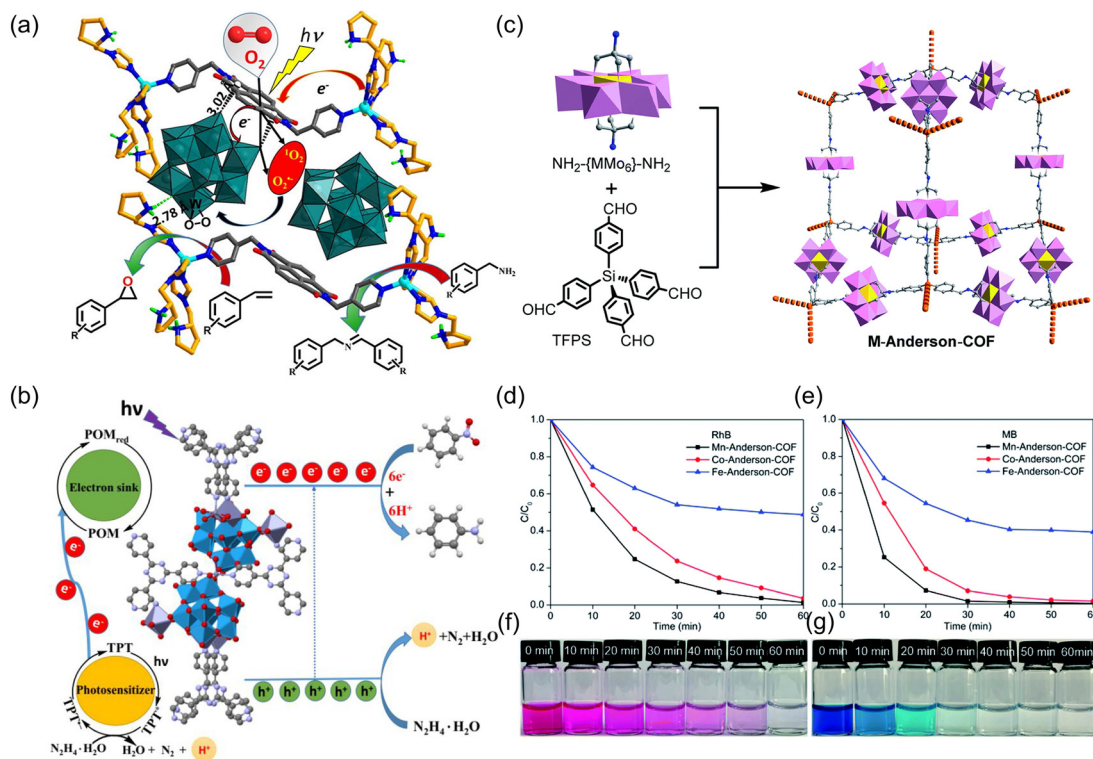 (a)
O₂
hν
e⁻
3.02 Å
e⁻
¹O₂
O₂•⁻
2.78 Å
W
O–O
O
R
R
NH₂
R
N
R
R
(b)
hν
POMred
Electron sink
POM
e⁻
e⁻
e⁻
TPT
hν
Photosensitizer
TPT
N₂H₄·H₂O
H₂O + N₂ + H⁺
e⁻ e⁻ e⁻ e⁻ e⁻
6e⁻
+
6H⁺
H⁺ +N₂+H₂O
h⁺ h⁺ h⁺ h⁺ h⁺
N₂H₄·H₂O
(c)
NH₂-{MMo₆}-NH₂
+
CHO
Si
CHO
CHO
CHO
TFPS
M-Anderson-COF
(d)
RhB
Mn-Anderson-COF
Co-Anderson-COF
Fe-Anderson-COF
C/C₀
1.0
0.8
0.6
0.4
0.2
0.0
0 10 20 30 40 50 60
Time (min)
(e)
MB
Mn-Anderson-COF
Co-Anderson-COF
Fe-Anderson-COF
C/C₀
1.0
0.8
0.6
0.4
0.2
0.0
0 10 20 30 40 50 60
Time (min)
(f)
0 min 10 min 20 min 30 min 40 min 50 min 60 min
(g)
0 min 10 min 20 min 30 min 40 min 50 min 60min